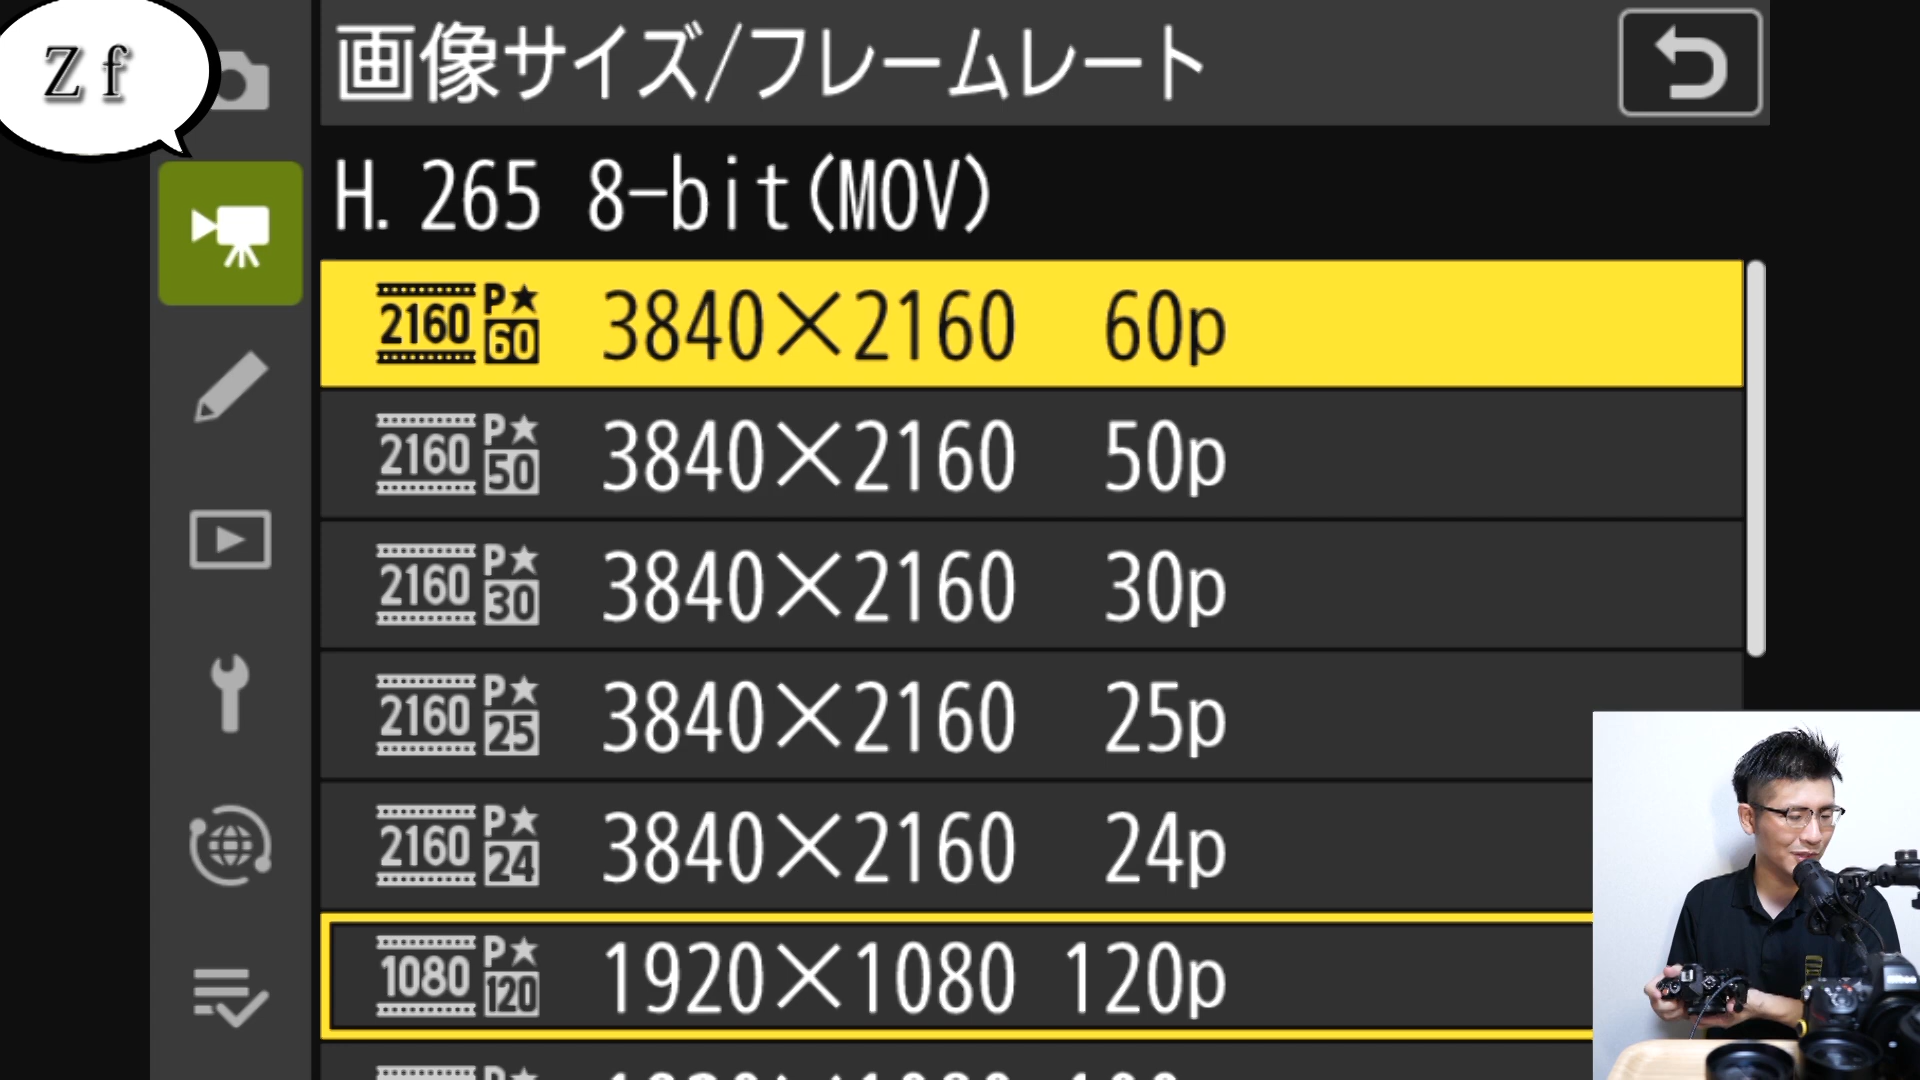 Z f
画像サイズ/フレームレート
H. 265 8-bit(MOV)
2160 P★ 60 3840×2160 60p
2160 P★ 50 3840×2160 50p
2160 P★ 30 3840×2160 30p
2160 P★ 25 3840×2160 25p
2160 P★ 24 3840×2160 24p
1080 P★ 120 1920×1080 120p